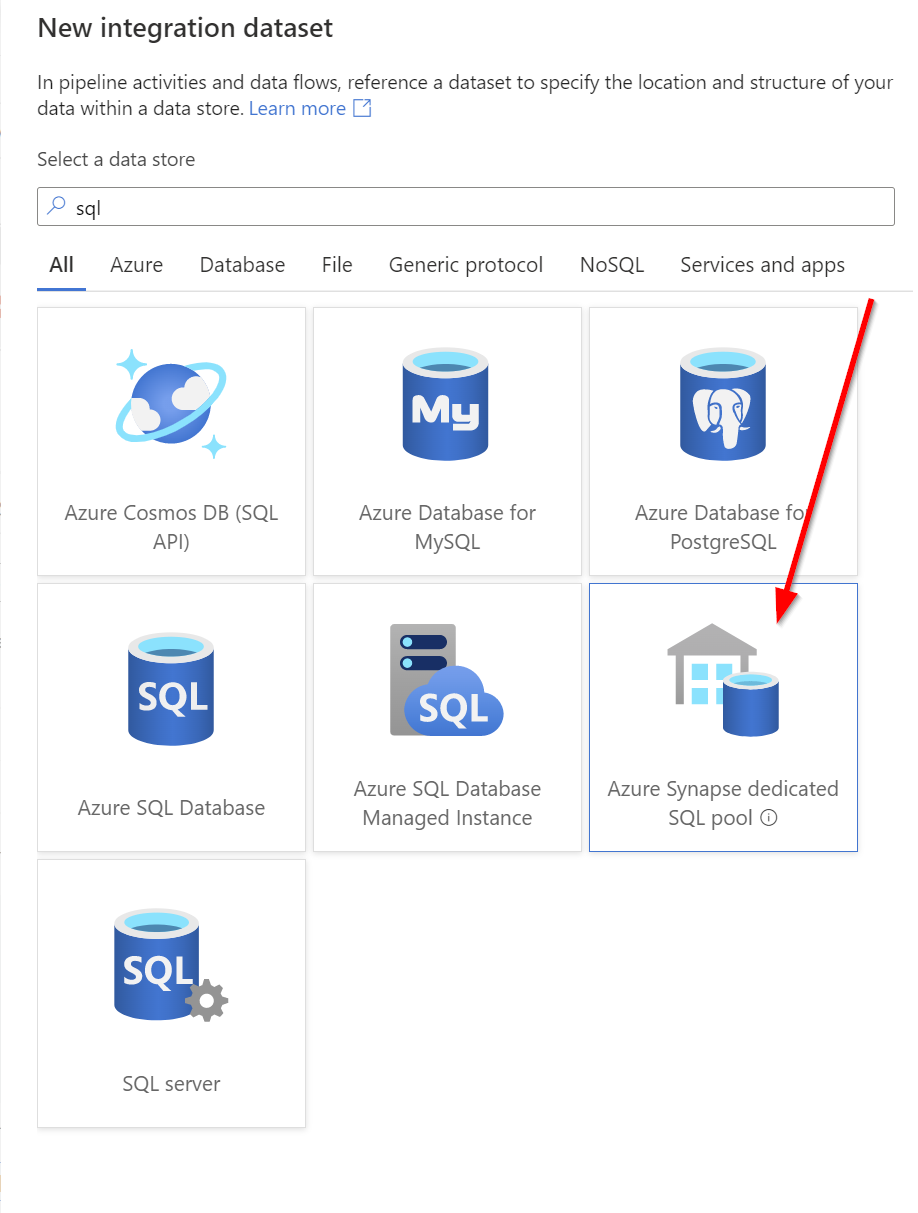 New integration dataset
In pipeline activities and data flows, reference a dataset to specify the location and structure of your
data within a data store. Learn more
Select a data store
sql
All Azure Database File Generic protocol NoSQL Services and apps
Azure Cosmos DB (SQL
API)
My
Azure Database for
MySQL
Azure Database for
PostgreSQL
SQL
Azure SQL Database
SQL
Azure SQL Database
Managed Instance
Azure Synapse dedicated
SQL pool
SQL
SQL server